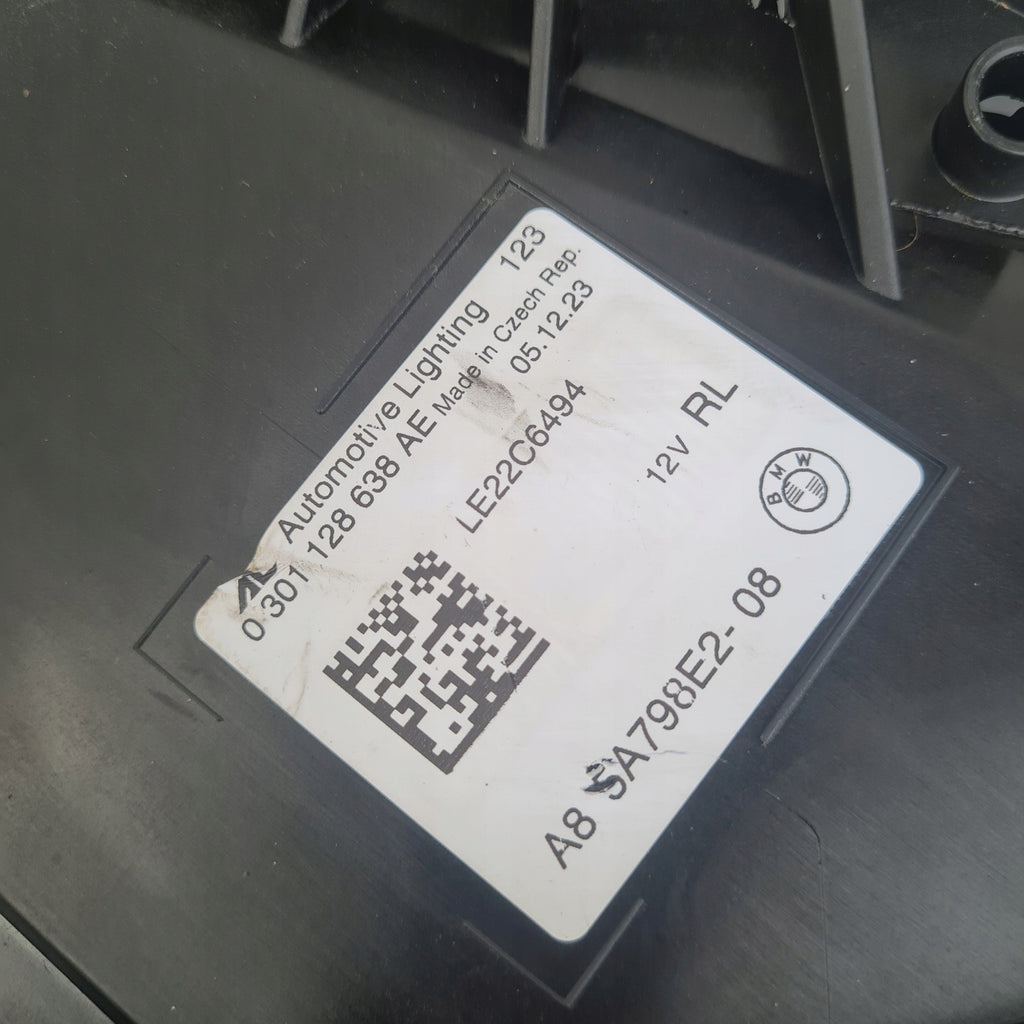 AL Automotive Lighting 123
0 301 128 638 AE Made in Czech Rep.
05.12.23
LE22C6494
12V RL
BMW
A8 5A798E2-08